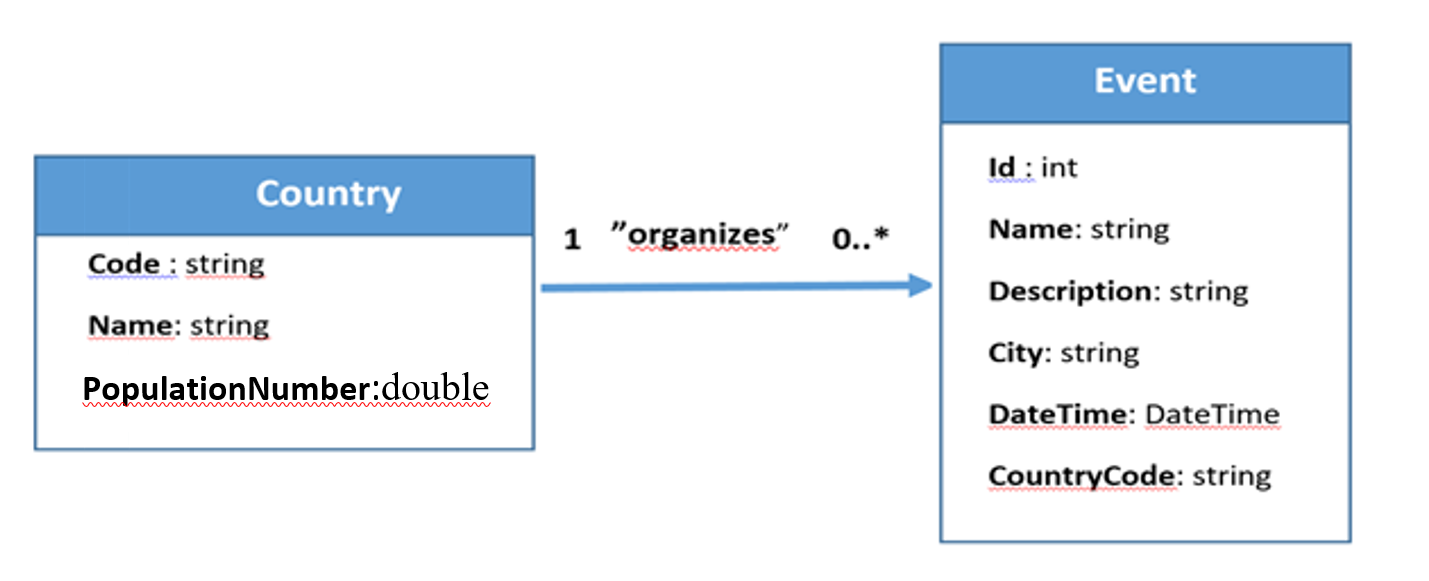 Country
Code : string
Name: string
PopulationNumber:double
1 ”organizes” 0..*
Event
Id : int
Name: string
Description: string
City: string
DateTime: DateTime
CountryCode: string